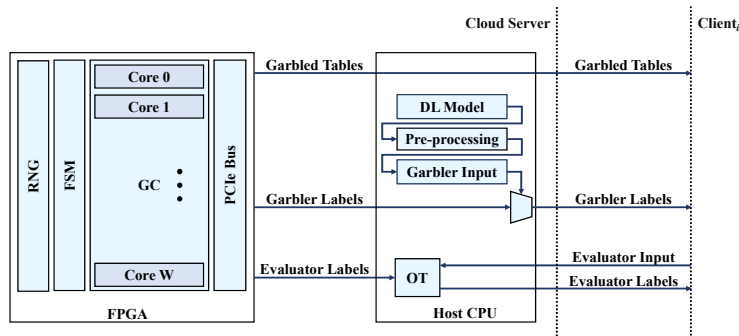 Cloud Server
Client_i
RNG
FSM
Core 0
Core 1
GC
Core W
PCIe Bus
FPGA
Garbled Tables
Garbler Labels
Evaluator Labels
DL Model
Pre-processing
Garbler Input
OT
Host CPU
Garbled Tables
Garbler Labels
Evaluator Input
Evaluator Labels